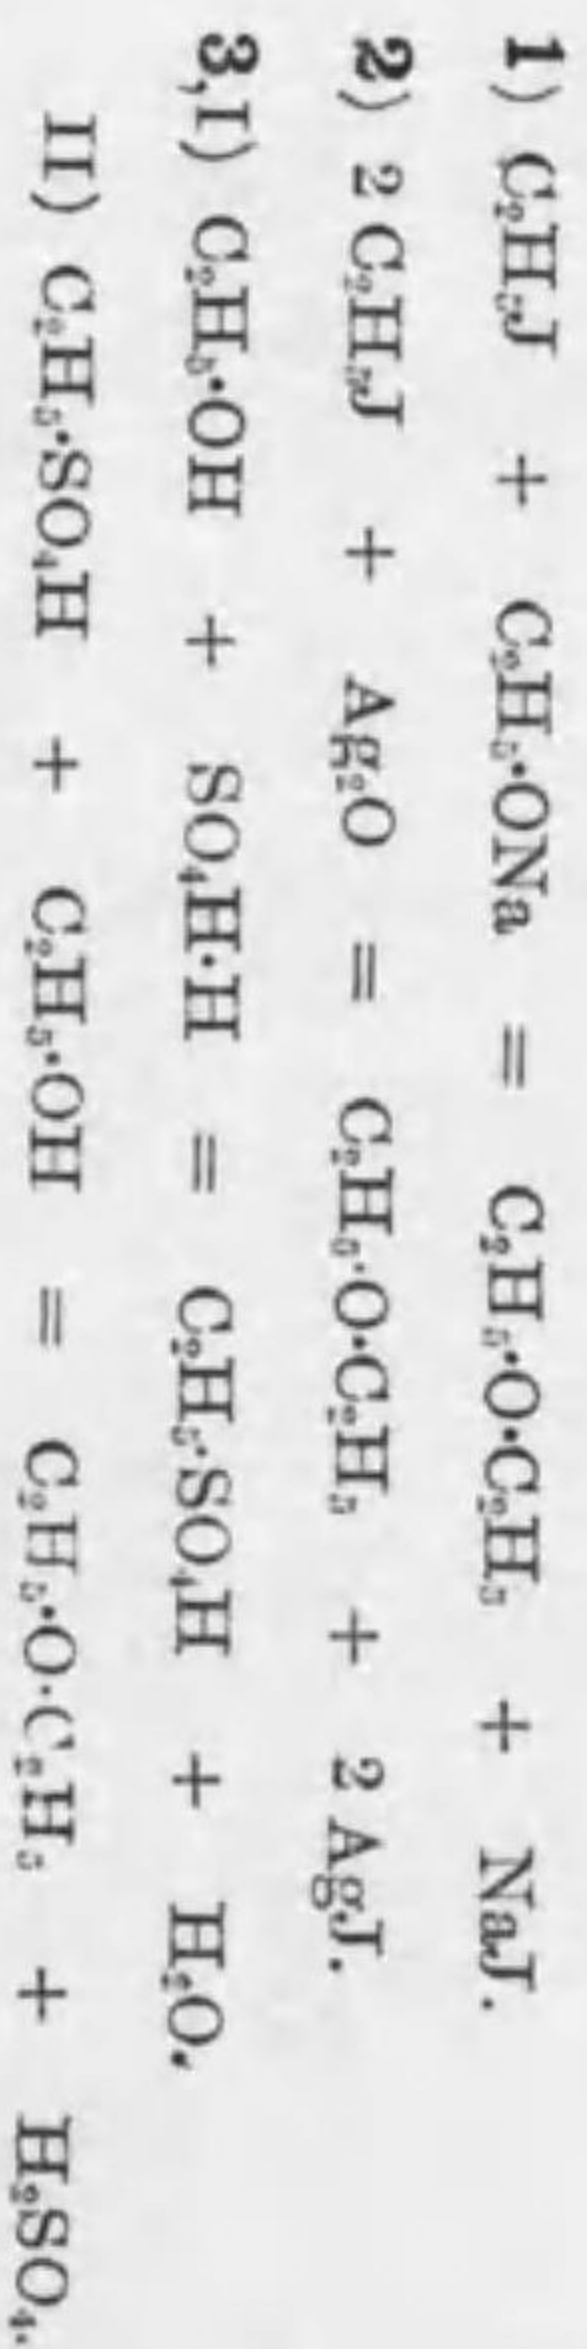 1) C₂H₅J + C₂H₅·ONa = C₂H₅·O·C₂H₅ + NaJ.
2) 2 C₂H₅J + Ag₂O = C₂H₅·O·C₂H₅ + 2 AgJ.
3,I) C₂H₅·OH + SO₄H·H = C₂H₅·SO₄H + H₂O.
II) C₂H₅·SO₄H + C₂H₅·OH = C₂H₅·O·C₂H₅ + H₂SO₄.